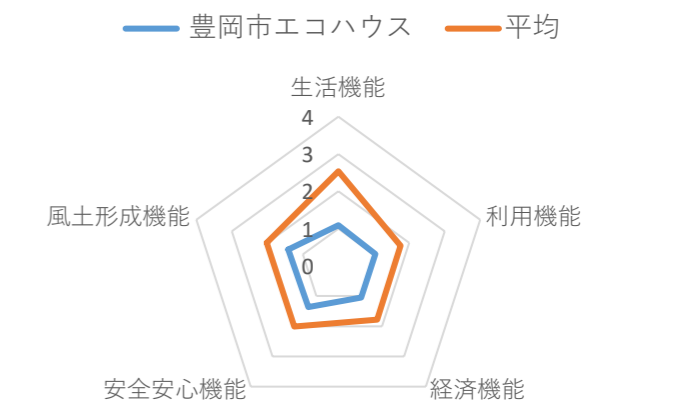 豊岡市エコハウス 平均
生活機能
4
3
2
1
0
利用機能
風土形成機能
安全安心機能
経済機能